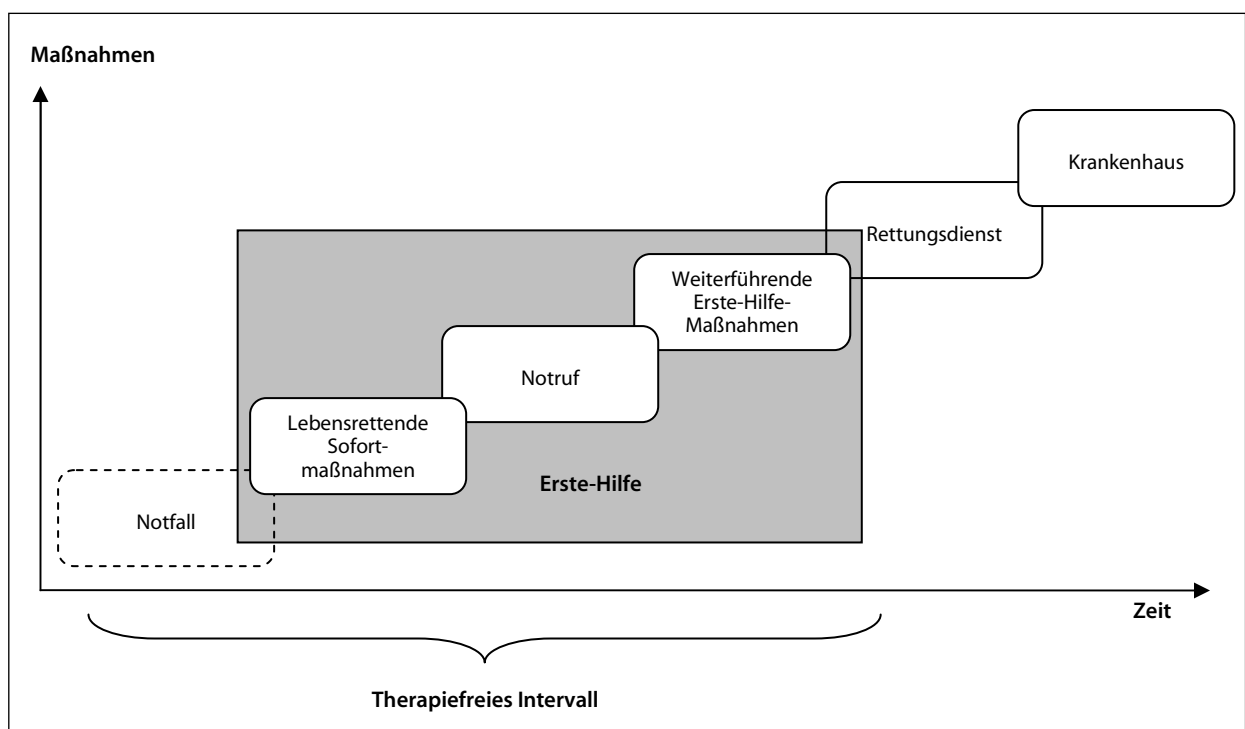 Maßnahmen
Krankenhaus
Rettungsdienst
Weiterführende
Erste-Hilfe-
Maßnahmen
Notruf
Lebensrettende
Sofort-
maßnahmen
Erste-Hilfe
Notfall
Zeit
Therapiefreies Intervall